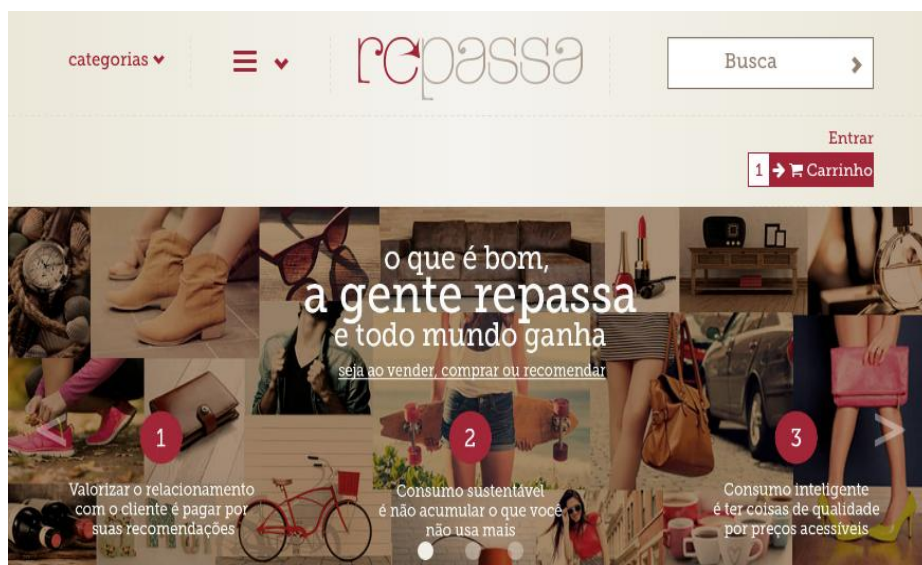 categorias
repassa
Busca
Entrar
1 Carrinho
o que é bom,
a gente repassa
e todo mundo ganha
seja ao vender, comprar ou recomendar
1
Valorizar o relacionamento
com o cliente é pagar por
suas recomendações
2
Consumo sustentável
é não acumular o que você
não usa mais
3
Consumo inteligente
é ter coisas de qualidade
por preços acessíveis